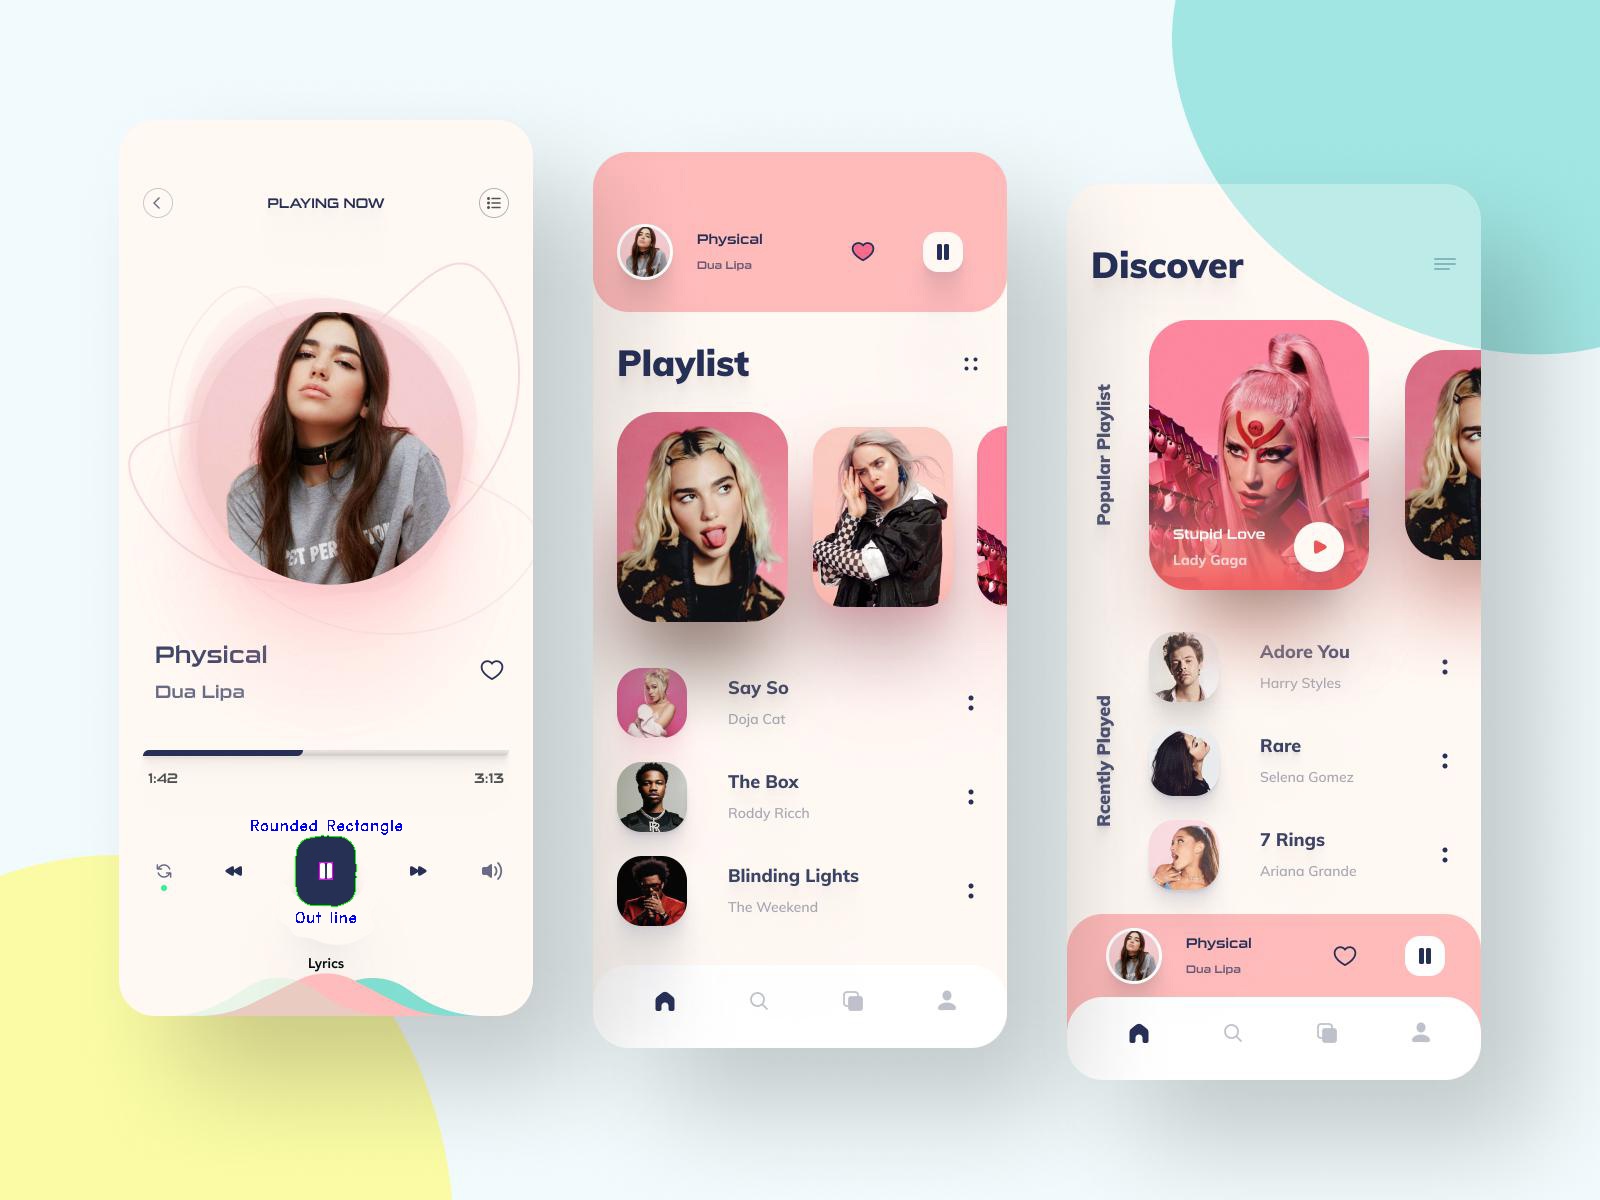 PLAYING NOW
Physical
Dua Lipa
1:42
3:13
Rounded Rectangle
Out line
Lyrics
Physical
Dua Lipa
Playlist
Say So
Doja Cat
The Box
Roddy Ricch
Blinding Lights
The Weekend
Discover
Popular Playlist
Stupid Love
Lady Gaga
Rcently Played
Adore You
Harry Styles
Rare
Selena Gomez
7 Rings
Ariana Grande
Physical
Dua Lipa